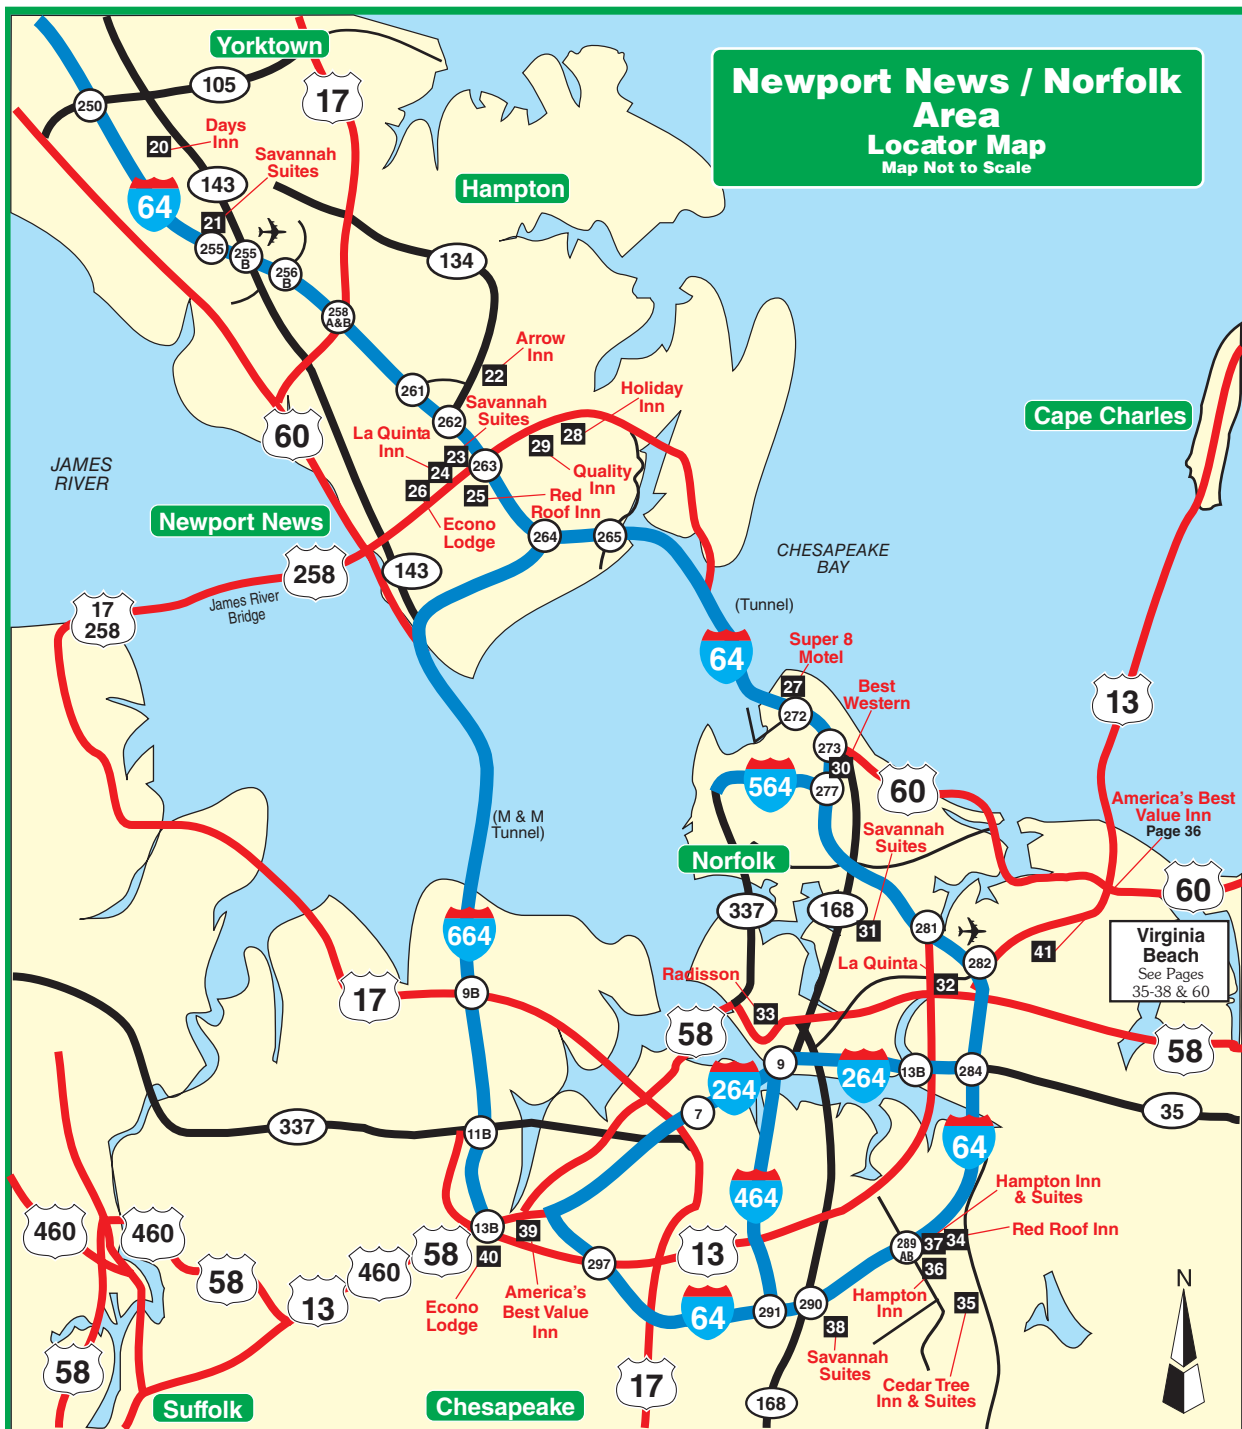 Newport News / Norfolk
Area
Locator Map
Map Not to Scale
Yorktown
105
17
250
20
Days
Inn
Savannah
Suites
143
64
21
255
255
B
256
B
Hampton
134
258
A&B
Arrow
Inn
22
261
262
Savannah
Suites
Holiday
Inn
28
29
60
La Quinta
Inn
23
24
263
26
25
Quality
Inn
Red
Roof Inn
Econo
Lodge
264
265
JAMES
RIVER
Newport News
258
143
James River
Bridge
17
258
CHESAPEAKE
BAY
(Tunnel)
64
Cape Charles
13
Super 8
Motel
27
272
Best
Western
273
30
277
564
60
(M & M
Tunnel)
Savannah
Suites
America's Best
Value Inn
Page 36
Norfolk
60
337
168
31
281
282
41
Virginia
Beach
See Pages
35-38 & 60
664
9B
17
Radisson
33
La Quinta
32
58
58
9
264
264
13B
284
7
35
337
11B
64
464
Hampton Inn
& Suites
Red Roof Inn
289
AB
37
34
36
Hampton
Inn
35
460
460
58
13
460
58
13B
39
40
Econo
Lodge
America's
Best Value
Inn
297
13
64
291
290
38
Savannah
Suites
Cedar Tree
Inn & Suites
58
Suffolk
Chesapeake
17
168
N